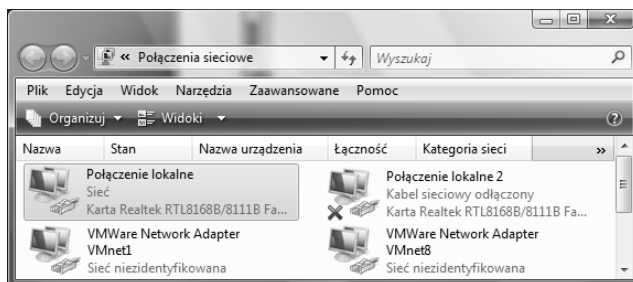 « Połączenia sieciowe
Wyszukaj
Plik Edycja Widok Narzędzia Zaawansowane Pomoc
Organizuj Widoki
Nazwa Stan Nazwa urządzenia Łączność Kategoria sieci »
Połączenie lokalne
Sieć
Karta Realtek RTL8168B/8111B Fa...
Połączenie lokalne 2
Kabel sieciowy odłączony
Karta Realtek RTL8168B/8111B Fa...
VMWare Network Adapter
VMnet1
Sieć niezidentyfikowana
VMWare Network Adapter
VMnet8
Sieć niezidentyfikowana